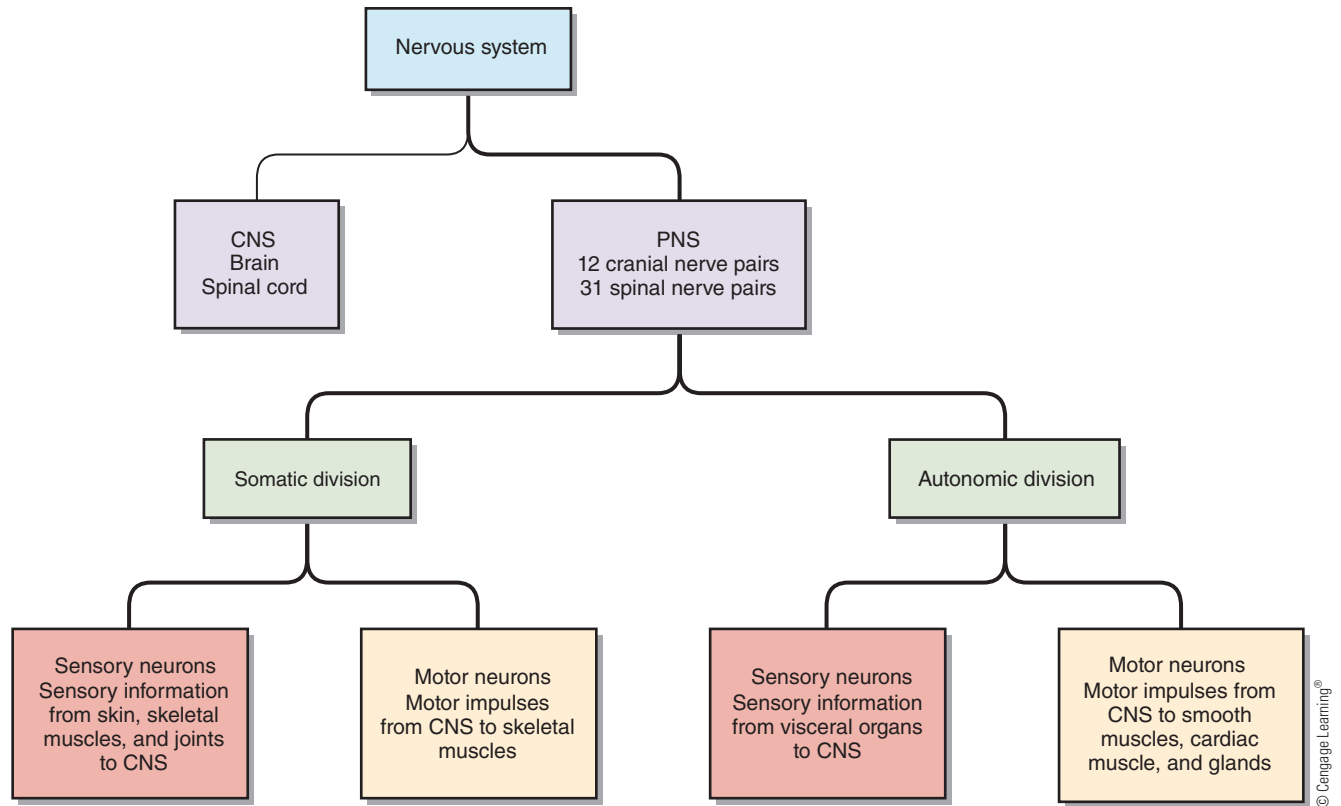 Nervous system
CNS
Brain
Spinal cord
PNS
12 cranial nerve pairs
31 spinal nerve pairs
Somatic division
Autonomic division
Sensory neurons
Sensory information
from skin, skeletal
muscles, and joints
to CNS
Motor neurons
Motor impulses
from CNS to skeletal
muscles
Sensory neurons
Sensory information
from visceral organs
to CNS
Motor neurons
Motor impulses from
CNS to smooth
muscles, cardiac
muscle, and glands
© Cengage Learning®